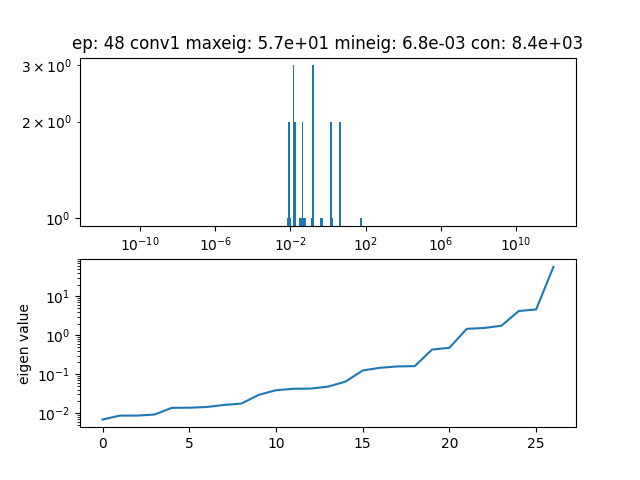 ep: 48 conv1 maxeig: 5.7e+01 mineig: 6.8e-03 con: 8.4e+03
3 × 10⁰
2 × 10⁰
10⁰
10⁻¹⁰ 10⁻⁶ 10⁻² 10² 10⁶ 10¹⁰
eigen value
10¹
10⁰
10⁻¹
10⁻²
0 5 10 15 20 25